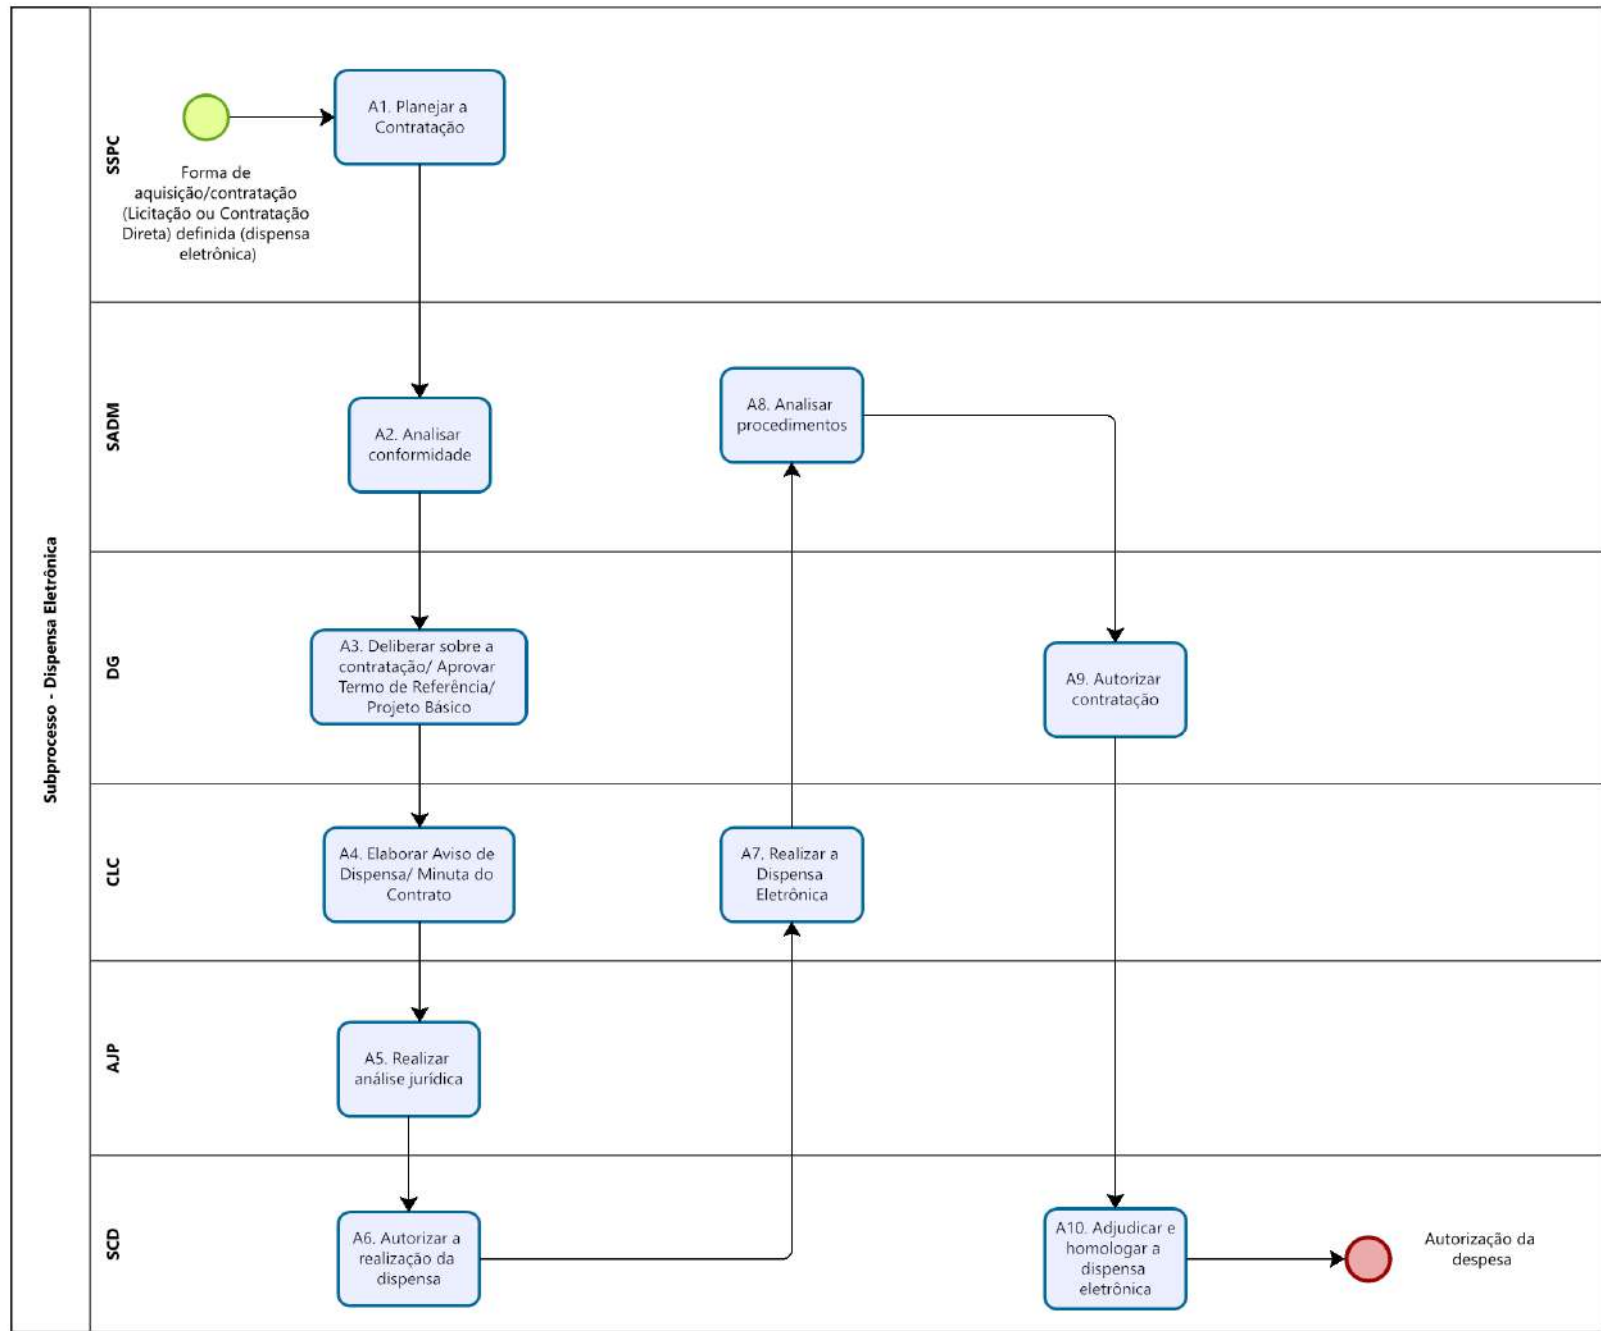 Subprocesso - Dispensa Eletrônica
SSPC
A1. Planejar a
Contratação
Forma de
aquisição/contratação
(Licitação ou Contratação
Direta) definida (dispensa
eletrônica)
SADM
A2. Analisar
conformidade
A8. Analisar
procedimentos
DG
A3. Deliberar sobre a
contratação/ Aprovar
Termo de Referência/
Projeto Básico
A9. Autorizar
contratação
CLC
A4. Elaborar Aviso de
Dispensa/ Minuta do
Contrato
A7. Realizar a
Dispensa
Eletrônica
AJP
A5. Realizar
análise jurídica
SCD
A6. Autorizar a
realização da
dispensa
A10. Adjudicar e
homologar a
dispensa
eletrônica
Autorização da
despesa